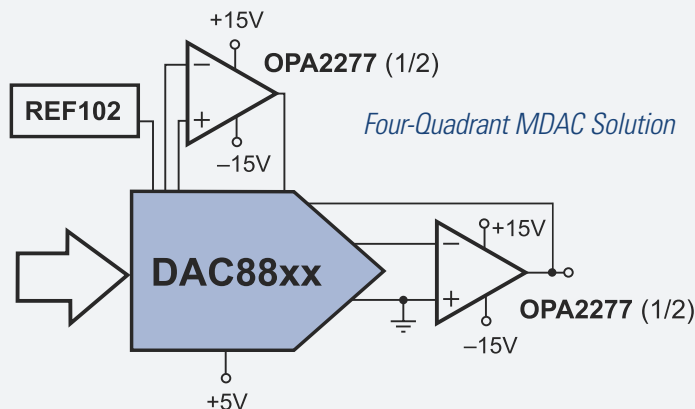 +15V
OPA2277 (1/2)
REF102
−
+
Four-Quadrant MDAC Solution
–15V
+15V
DAC88xx
−
+
OPA2277 (1/2)
–15V
+5V